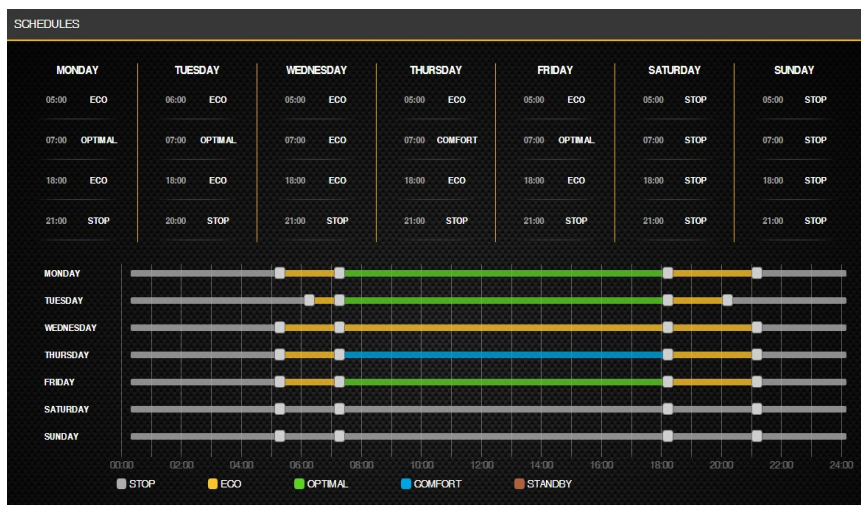 SCHEDULES
MONDAY TUESDAY WEDNESDAY THURSDAY FRIDAY SATURDAY SUNDAY
05:00 ECO 06:00 ECO 05:00 ECO 05:00 ECO 05:00 ECO 05:00 STOP 05:00 STOP
07:00 OPTIMAL 07:00 OPTIMAL 07:00 ECO 07:00 COMFORT 07:00 OPTIMAL 07:00 STOP 07:00 STOP
18:00 ECO 18:00 ECO 18:00 ECO 18:00 ECO 18:00 ECO 18:00 STOP 18:00 STOP
21:00 STOP 20:00 STOP 21:00 STOP 21:00 STOP 21:00 STOP 21:00 STOP 21:00 STOP
MONDAY
TUESDAY
WEDNESDAY
THURSDAY
FRIDAY
SATURDAY
SUNDAY
00:00 02:00 04:00 06:00 08:00 10:00 12:00 14:00 16:00 18:00 20:00 22:00 24:00
STOP ECO OPTIMAL COMFORT STANDBY